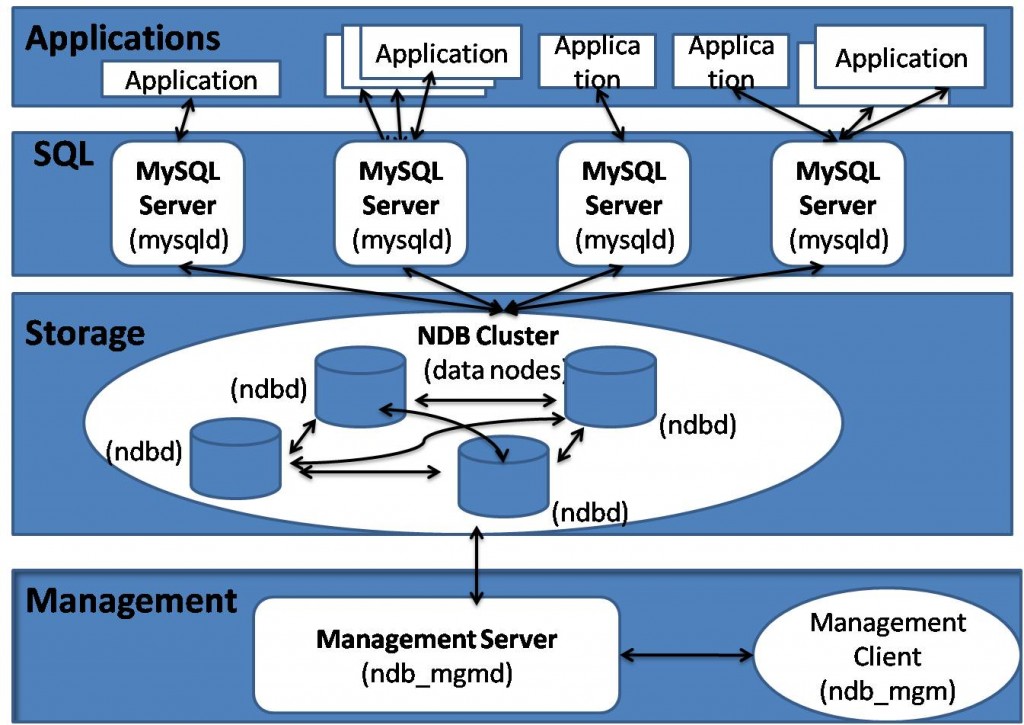 Applications
Application
Application
Applica
tion
Applica
tion
Application
SQL
MySQL
Server
(mysqld)
MySQL
Server
(mysqld)
MySQL
Server
(mysqld)
MySQL
Server
(mysqld)
Storage
NDB Cluster
(data nodes)
(ndbd)
(ndbd)
(ndbd)
(ndbd)
Management
Management Server
(ndb_mgmd)
Management
Client
(ndb_mgm)